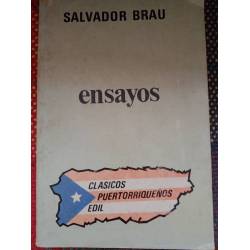 SALVADOR BRAU
ensayos
CLASICOS
PUERTORRIQUEÑOS
EDIL